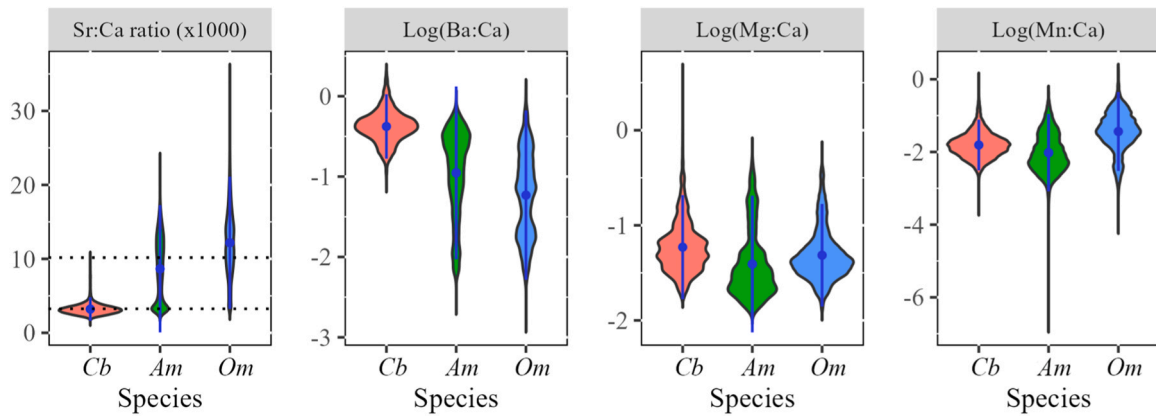 Sr:Ca ratio (x1000)
Log(Ba:Ca)
Log(Mg:Ca)
Log(Mn:Ca)
30
20
10
0
0
-1
-2
-3
0
-1
-2
0
-2
-4
-6
Cb Am Om
Cb Am Om
Cb Am Om
Cb Am Om
Species
Species
Species
Species